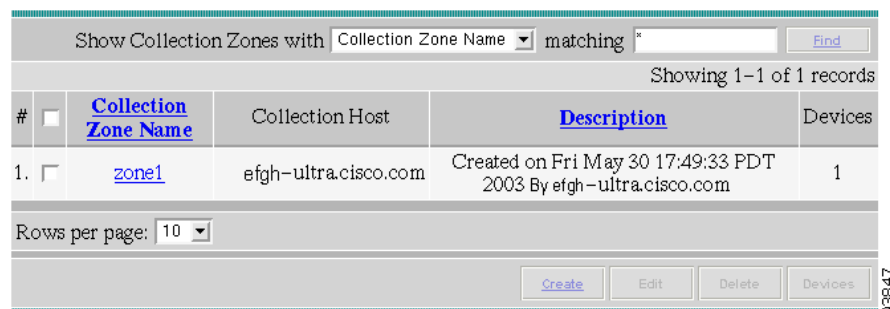 Show Collection Zones with Collection Zone Name matching * Find
Showing 1-1 of 1 records
# Collection Zone Name Collection Host Description Devices
1. zone1 efgh-ultra.cisco.com Created on Fri May 30 17:49:33 PDT 2003 By efgh-ultra.cisco.com 1
Rows per page: 10
Create Edit Delete Devices